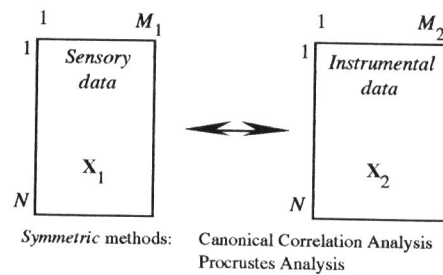 1 M1 1 M2
1 Sensory data 1 Instrumental data
X1 X2
N N
Symmetric methods: Canonical Correlation Analysis
Procrustes Analysis